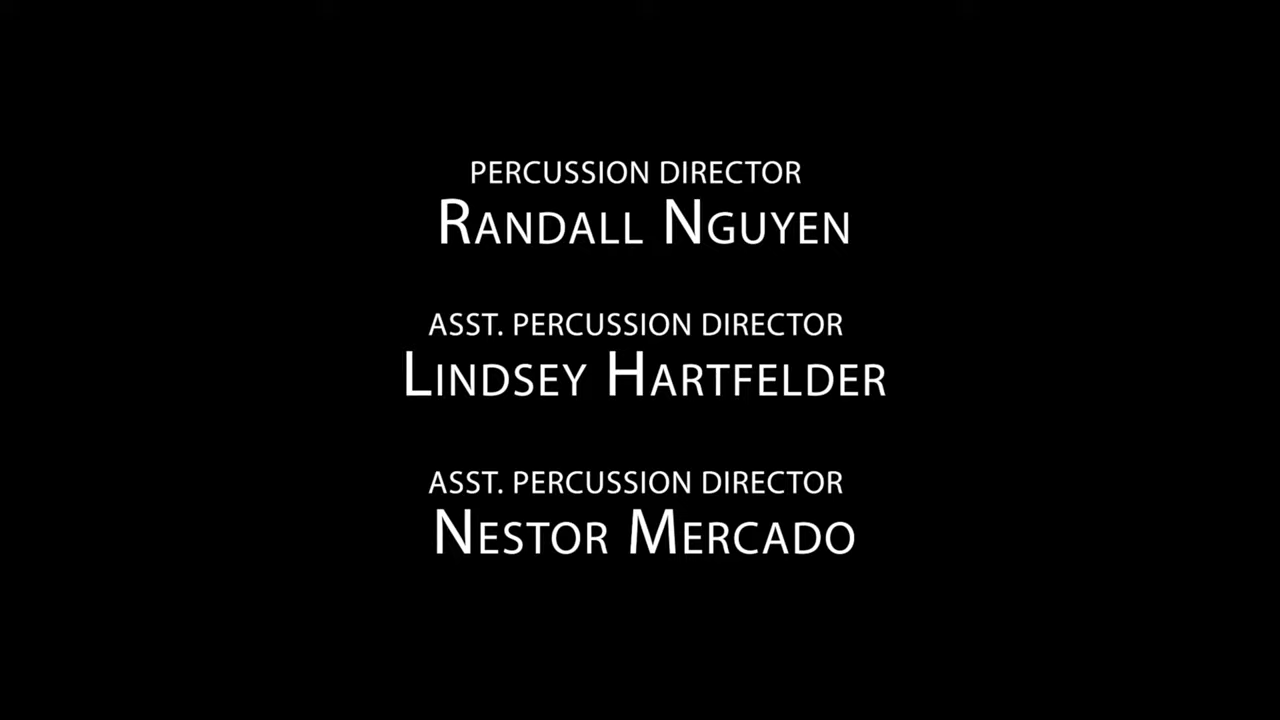 PERCUSSION DIRECTOR
RANDALL NGUYEN
ASST. PERCUSSION DIRECTOR
LINDSEY HARTFELDER
ASST. PERCUSSION DIRECTOR
NESTOR MERCADO